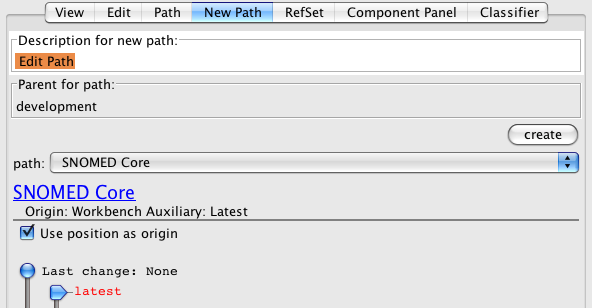 View Edit Path New Path RefSet Component Panel Classifier
Description for new path:
Edit Path
Parent for path:
development
create
path: SNOMED Core
SNOMED Core
Origin: Workbench Auxiliary: Latest
Use position as origin
Last change: None
latest